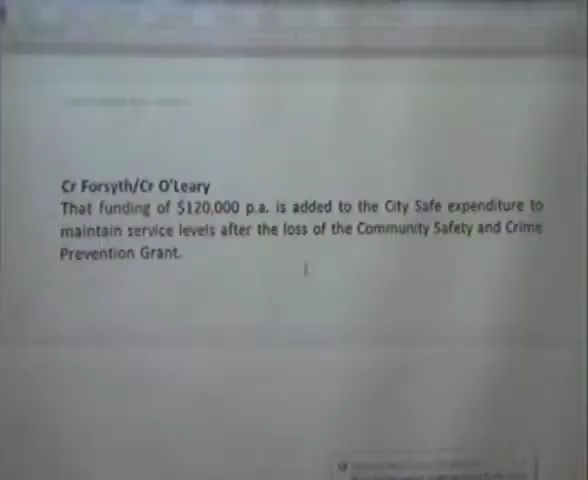 Cr Forsyth/Cr O'Leary
That funding of $120,000 p.a. is added to the City Safe expenditure to
maintain service levels after the loss of the Community Safety and Crime
Prevention Grant.